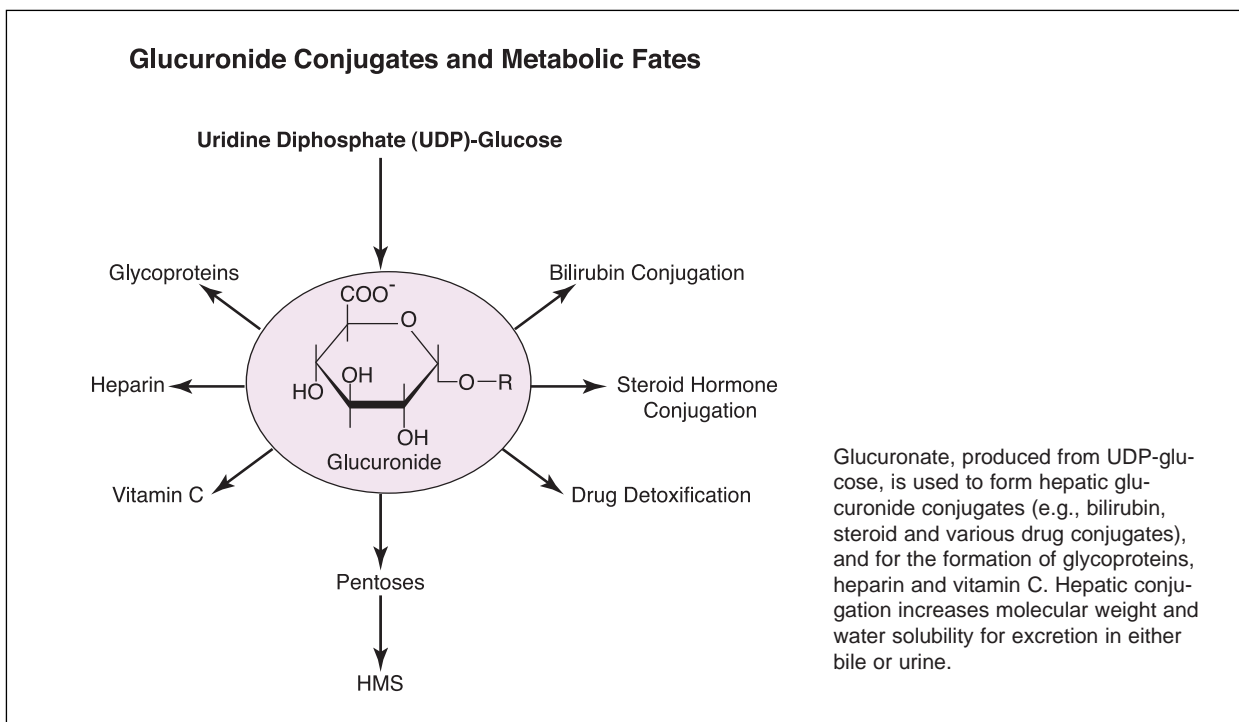 Glucuronide Conjugates and Metabolic Fates
Uridine Diphosphate (UDP)-Glucose
Glycoproteins
Bilirubin Conjugation
COO-
O
Heparin
HO
OH
O–R
Steroid Hormone
Conjugation
OH
Glucuronide
Vitamin C
Drug Detoxification
Pentoses
HMS
Glucuronate, produced from UDP-glu-
cose, is used to form hepatic glu-
curonide conjugates (e.g., bilirubin,
steroid and various drug conjugates),
and for the formation of glycoproteins,
heparin and vitamin C. Hepatic conju-
gation increases molecular weight and
water solubility for excretion in either
bile or urine.